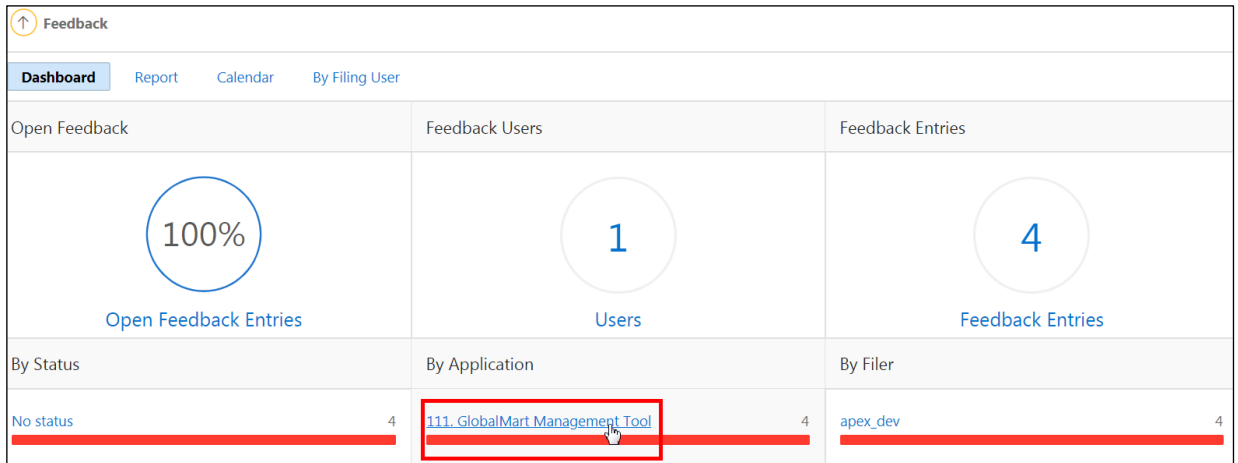 Feedback
Dashboard Report Calendar By Filing User
Open Feedback Feedback Users Feedback Entries
100% 1 4
Open Feedback Entries Users Feedback Entries
By Status By Application By Filer
No status 4 111. GlobalMart Management Tool 4 apex_dev 4